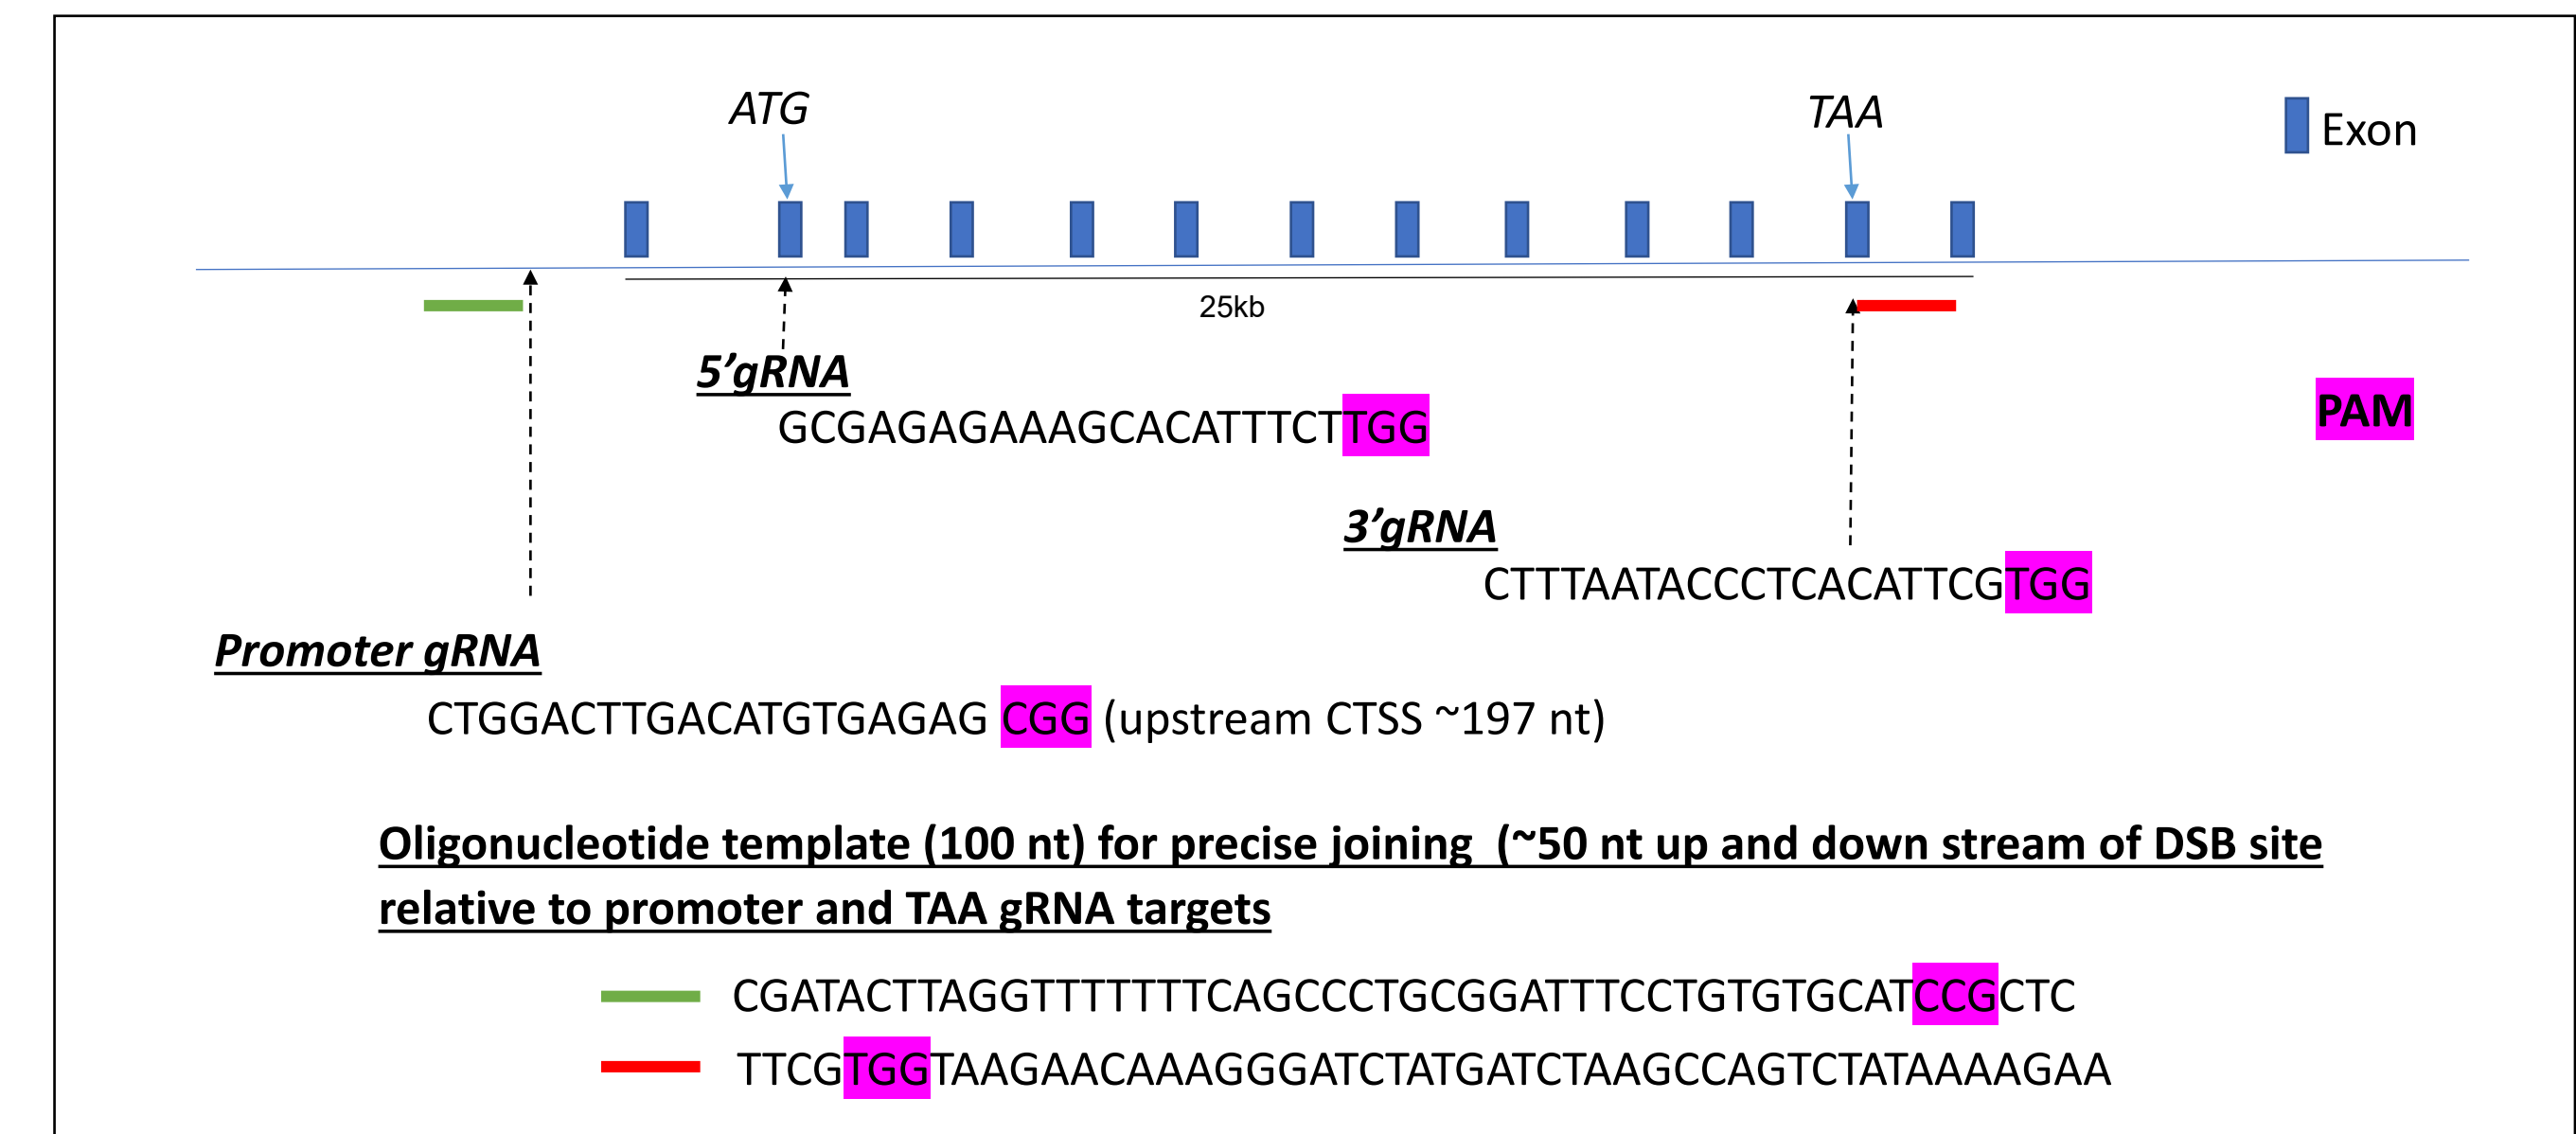 ATG
TAA
Exon
25kb
5’gRNA
GCGAGAGAAAGCACATTTCTTGG
PAM
3’gRNA
CTTTAATACCCTCACATTCGTGG
Promoter gRNA
CTGGACTTGACATGTGAGAG CGG (upstream CTSS ~197 nt)
Oligonucleotide template (100 nt) for precise joining  (~50 nt up and down stream of DSB site
relative to promoter and TAA gRNA targets
CGATACTTAGGTTTTTTTCAGCCCTGCGGATTTCCTGTGTGCATCCGCTC
TTCGTGGTAAGAACAAAGGGATCTATGATCTAAGCCAGTCTATAAAAGAA